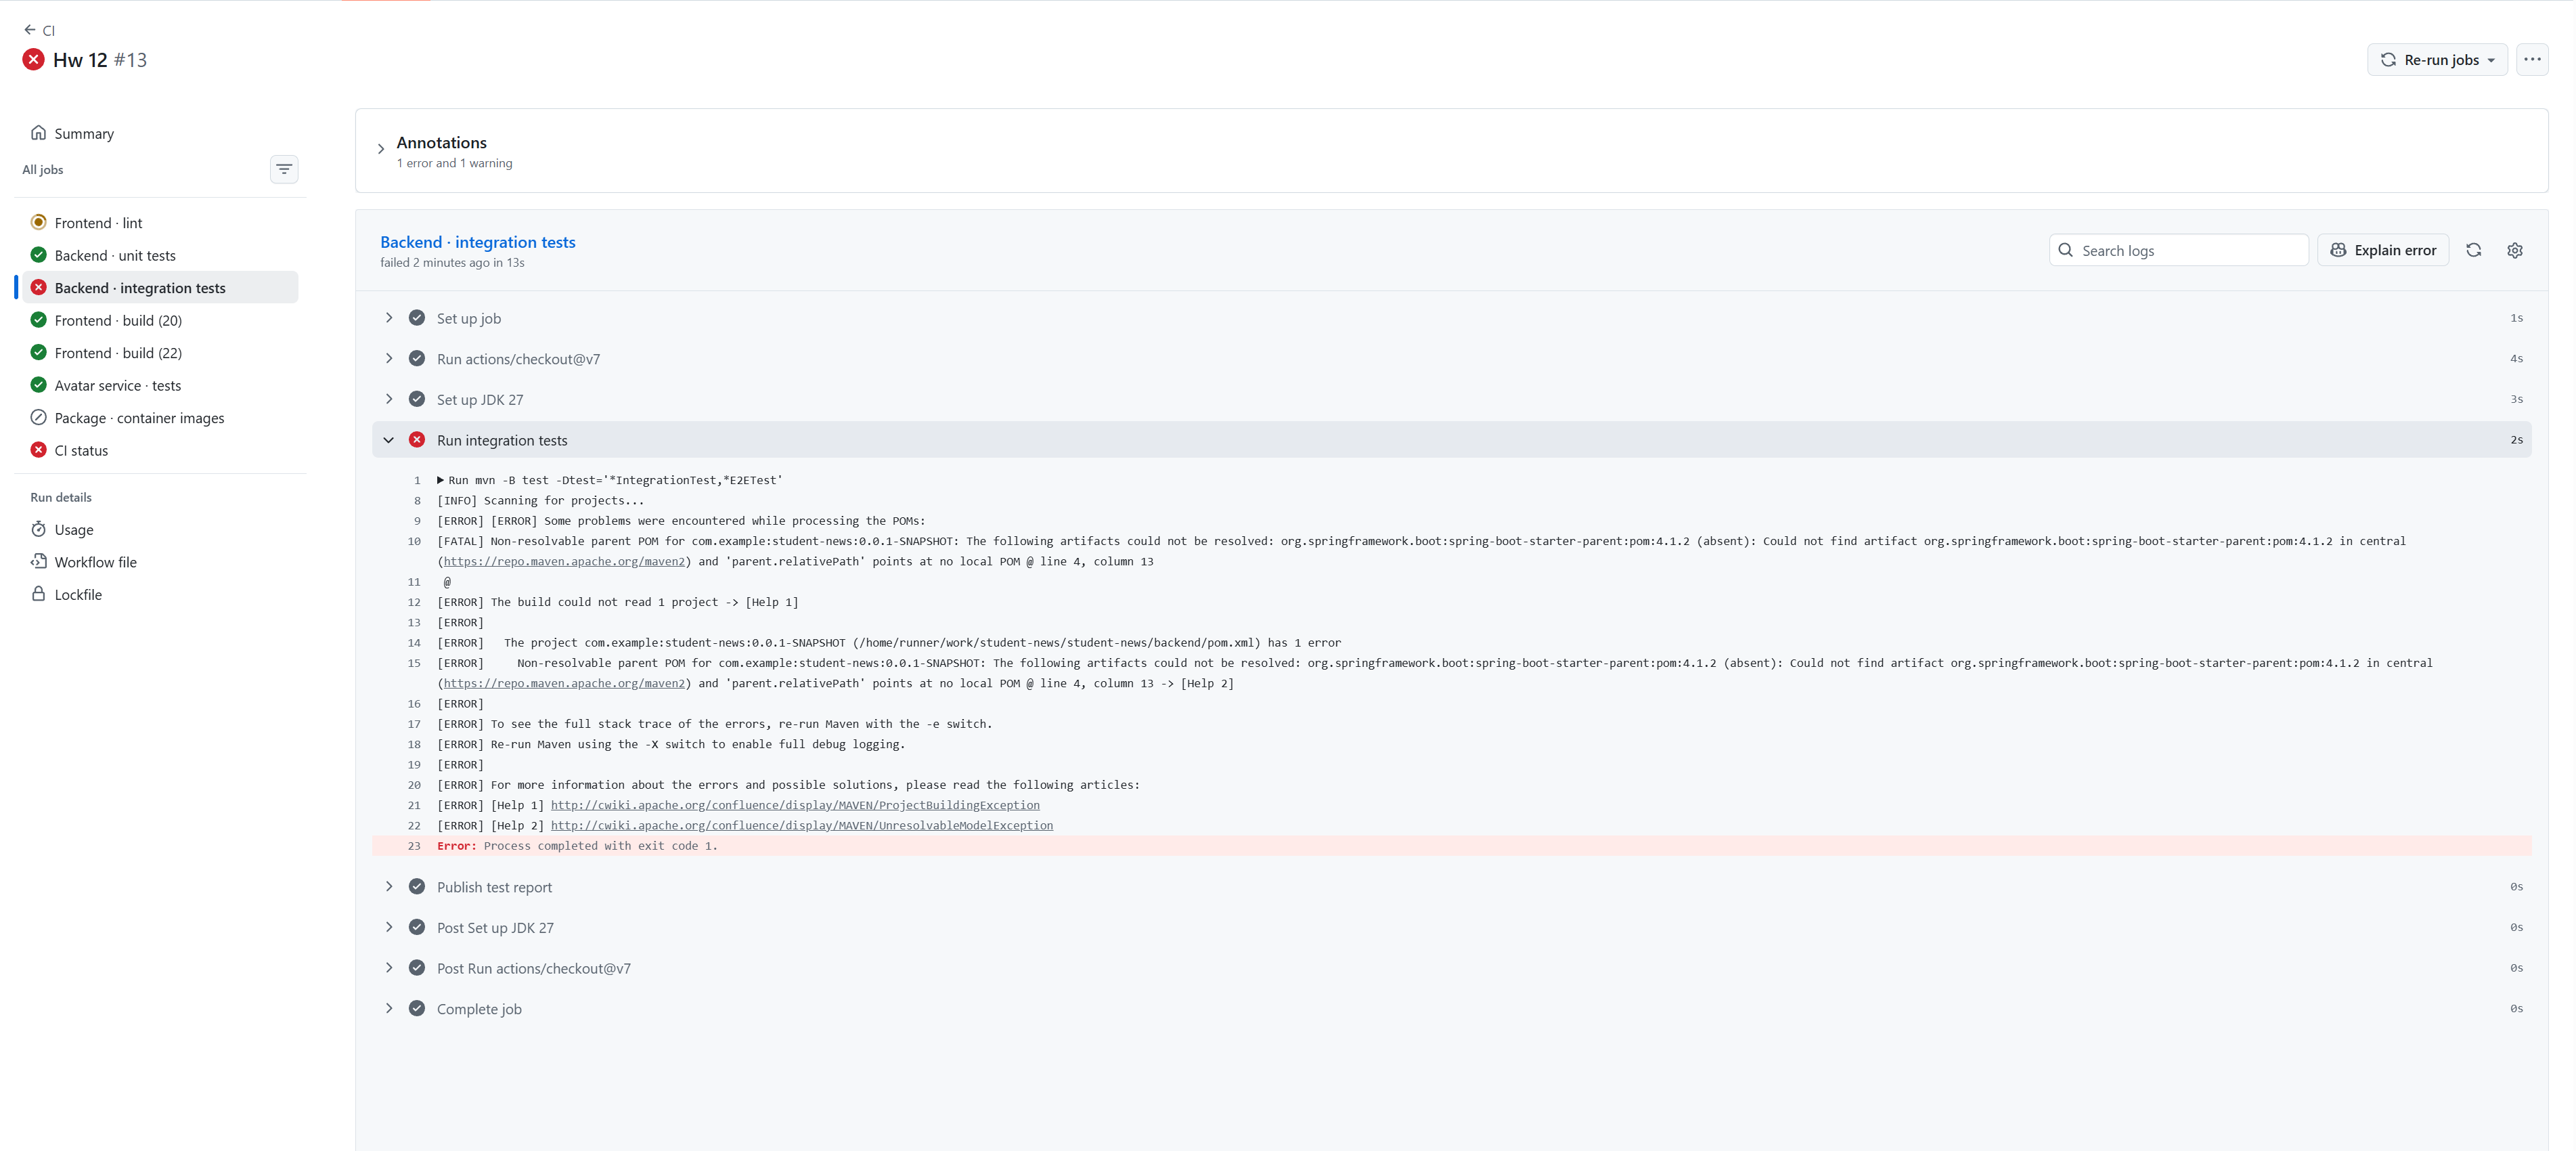 CI
Hw 12 #13
Re-run jobs
Summary
All jobs
Frontend · lint
Backend · unit tests
Backend · integration tests
Frontend · build (20)
Frontend · build (22)
Avatar service · tests
Package · container images
CI status
Run details
Usage
Workflow file
Lockfile
Annotations
1 error and 1 warning
Backend · integration tests
failed 2 minutes ago in 13s
Search logs
Explain error
Set up job 1s
Run actions/checkout@v7 4s
Set up JDK 27 3s
Run integration tests 2s
1 Run mvn -B test -Dtest='*IntegrationTest,*E2ETest'
8 [INFO] Scanning for projects...
9 [ERROR] [ERROR] Some problems were encountered while processing the POMs:
10 [FATAL] Non-resolvable parent POM for com.example:student-news:0.0.1-SNAPSHOT: The following artifacts could not be resolved: org.springframework.boot:spring-boot-starter-parent:pom:4.1.2 (absent): Could not find artifact org.springframework.boot:spring-boot-starter-parent:pom:4.1.2 in central
(https://repo.maven.apache.org/maven2) and 'parent.relativePath' points at no local POM @ line 4, column 13
11 @
12 [ERROR] The build could not read 1 project -> [Help 1]
13 [ERROR]
14 [ERROR]   The project com.example:student-news:0.0.1-SNAPSHOT (/home/runner/work/student-news/student-news/backend/pom.xml) has 1 error
15 [ERROR]     Non-resolvable parent POM for com.example:student-news:0.0.1-SNAPSHOT: The following artifacts could not be resolved: org.springframework.boot:spring-boot-starter-parent:pom:4.1.2 (absent): Could not find artifact org.springframework.boot:spring-boot-starter-parent:pom:4.1.2 in central
(https://repo.maven.apache.org/maven2) and 'parent.relativePath' points at no local POM @ line 4, column 13 -> [Help 2]
16 [ERROR]
17 [ERROR] To see the full stack trace of the errors, re-run Maven with the -e switch.
18 [ERROR] Re-run Maven using the -X switch to enable full debug logging.
19 [ERROR]
20 [ERROR] For more information about the errors and possible solutions, please read the following articles:
21 [ERROR] [Help 1] http://cwiki.apache.org/confluence/display/MAVEN/ProjectBuildingException
22 [ERROR] [Help 2] http://cwiki.apache.org/confluence/display/MAVEN/UnresolvableModelException
23 Error: Process completed with exit code 1.
Publish test report 0s
Post Set up JDK 27 0s
Post Run actions/checkout@v7 0s
Complete job 0s